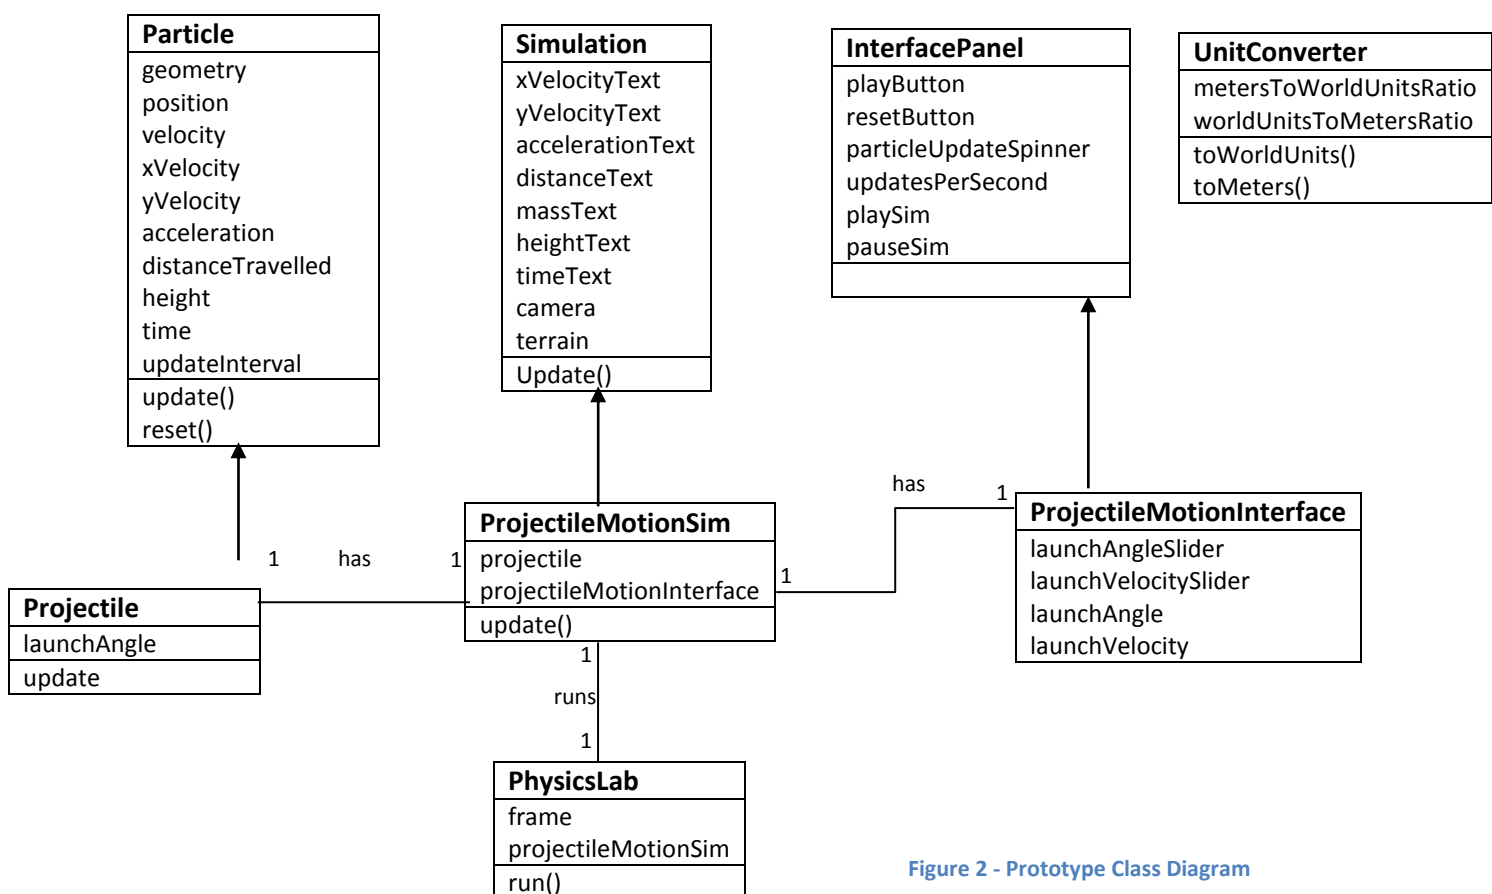 Particle
geometry
position
velocity
xVelocity
yVelocity
acceleration
distanceTravelled
height
time
updateInterval
update()
reset()
Simulation
xVelocityText
yVelocityText
accelerationText
distanceText
massText
heightText
timeText
camera
terrain
Update()
InterfacePanel
playButton
resetButton
particleUpdateSpinner
updatesPerSecond
playSim
pauseSim
UnitConverter
metersToWorldUnitsRatio
worldUnitsToMetersRatio
toWorldUnits()
toMeters()
Projectile
launchAngle
update
1 has 1
ProjectileMotionSim
projectile
projectileMotionInterface
update()
1
has 1
ProjectileMotionInterface
launchAngleSlider
launchVelocitySlider
launchAngle
launchVelocity
1
runs
1
PhysicsLab
frame
projectileMotionSim
run()
Figure 2 - Prototype Class Diagram